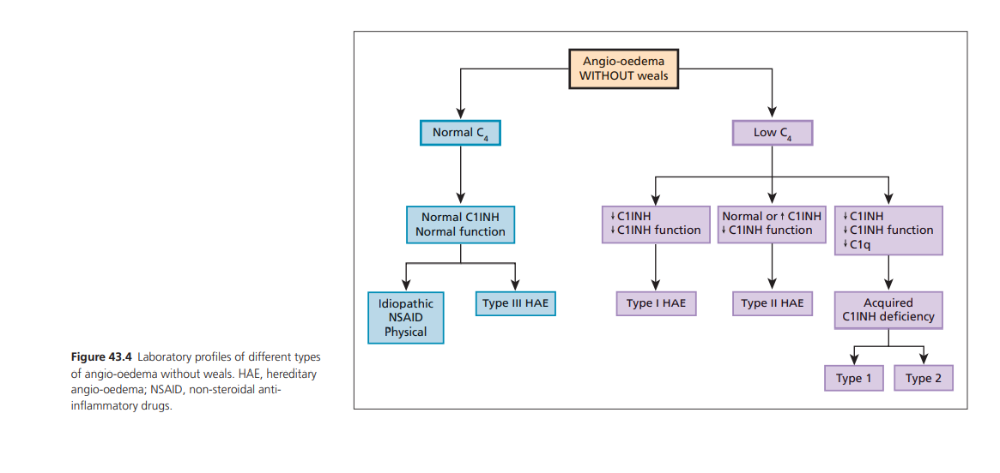 Angio-oedema
WITHOUT weals
Normal C4
Low C4
Normal C1INH
Normal function
↓C1INH
↓C1INH function
Normal or ↑ C1INH
↓ C1INH function
↓C1INH
↓C1INH function
↓C1q
Idiopathic
NSAID
Physical
Type III HAE
Type I HAE
Type II HAE
Acquired
C1INH deficiency
Type 1
Type 2
Figure 43.4 Laboratory profiles of different types
of angio-oedema without weals. HAE, hereditary
angio-oedema; NSAID, non-steroidal anti-
inflammatory drugs.